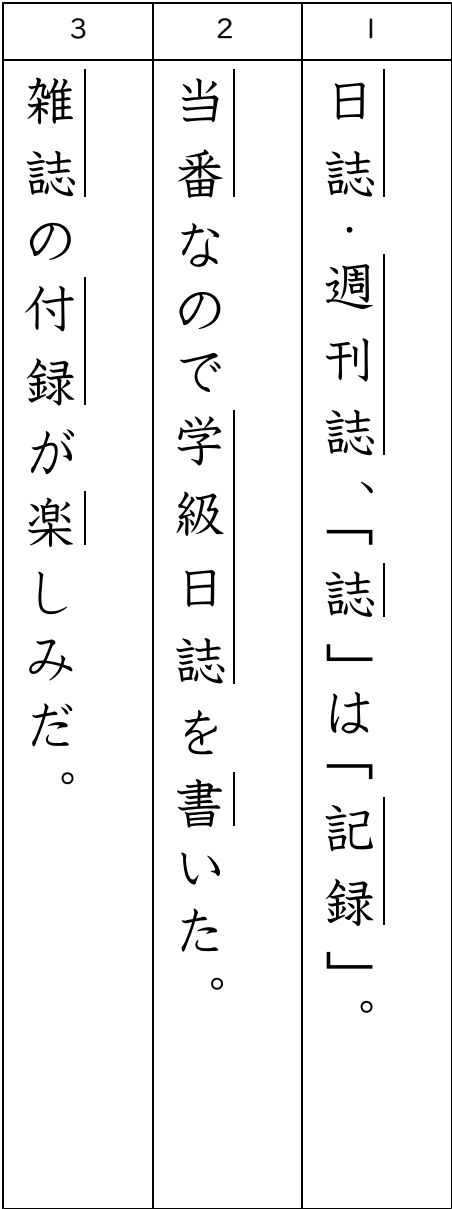 1
日誌・週刊誌、「誌」は「記録」。
2
当番なので学級日誌を書いた。
3
雑誌の付録が楽しみだ。